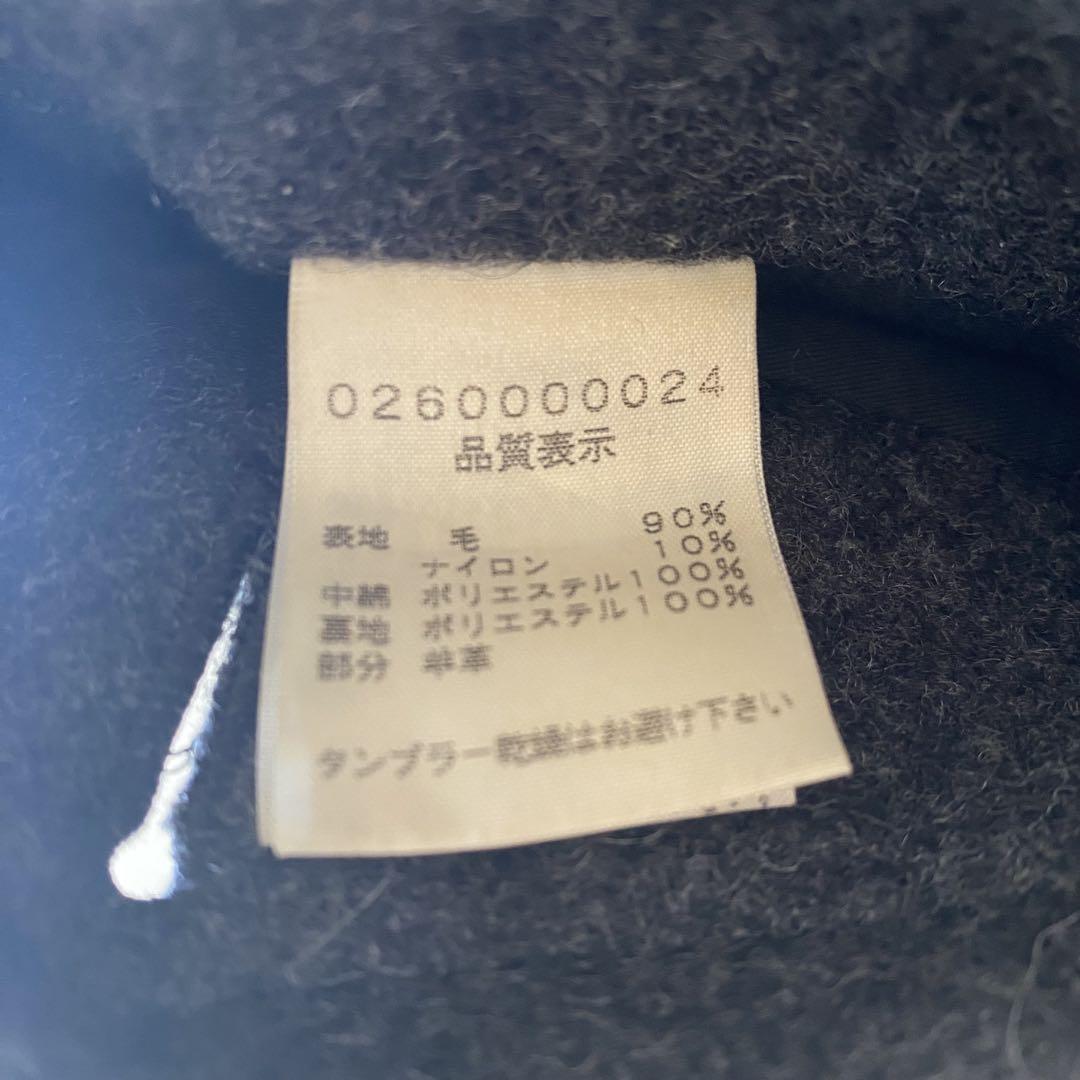 0260000024
品質表示
表地 毛 90%
ナイロン 10%
中綿 ポリエステル100%
裏地 ポリエステル100%
部分 牛革
タンブラー乾燥はお避け下さい